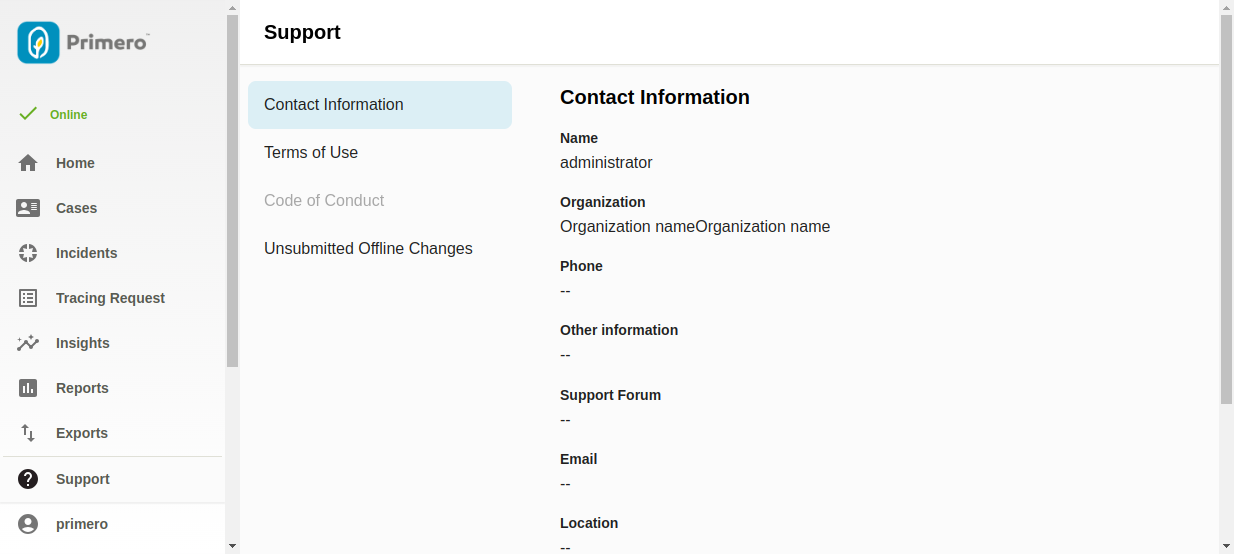 Primero™
Online
Home
Cases
Incidents
Tracing Request
Insights
Reports
Exports
Support
primero
Support
Contact Information
Terms of Use
Code of Conduct
Unsubmitted Offline Changes
Contact Information
Name
administrator
Organization
Organization nameOrganization name
Phone
--
Other information
--
Support Forum
--
Email
--
Location
--